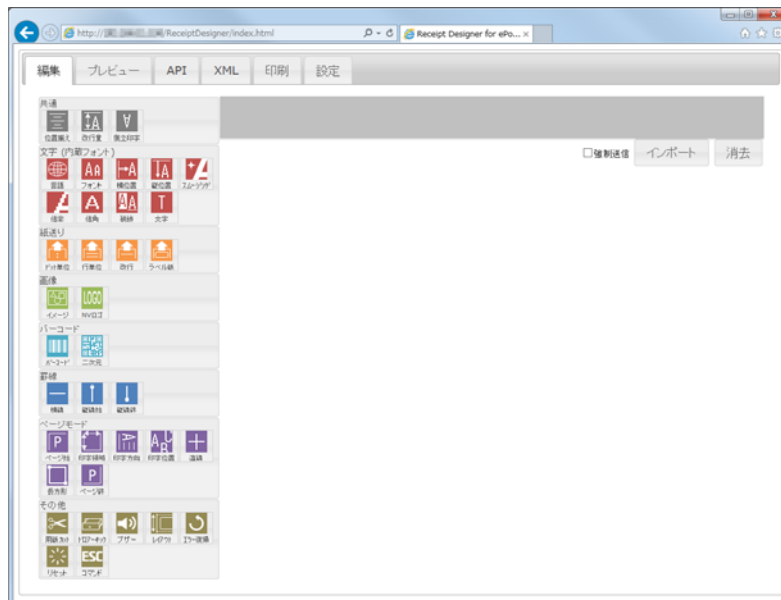 http:// /ReceiptDesigner/index.html
Receipt Designer for ePo... ×
編集 プレビュー API XML 印刷 設定
共通
位置揃え 改行量 倒立印字
文字 (内蔵フォント)
言語 フォント 横位置 縦位置 スムージング
倍率 倍角 装飾 文字
紙送り
ドット単位 行単位 改行 ラベル紙
画像
LOGO
イメージ NVロゴ
バーコード
バーコード 二次元
罫線
横線 縦線始 縦線終
ページモード
ページ始 印字領域 印字方向 印字位置 直線
長方形 ページ終
その他
用紙カット ドロアーキック ブザー レイアウト エラー復帰
ESC
リセット コマンド
強制送信 インポート 消去